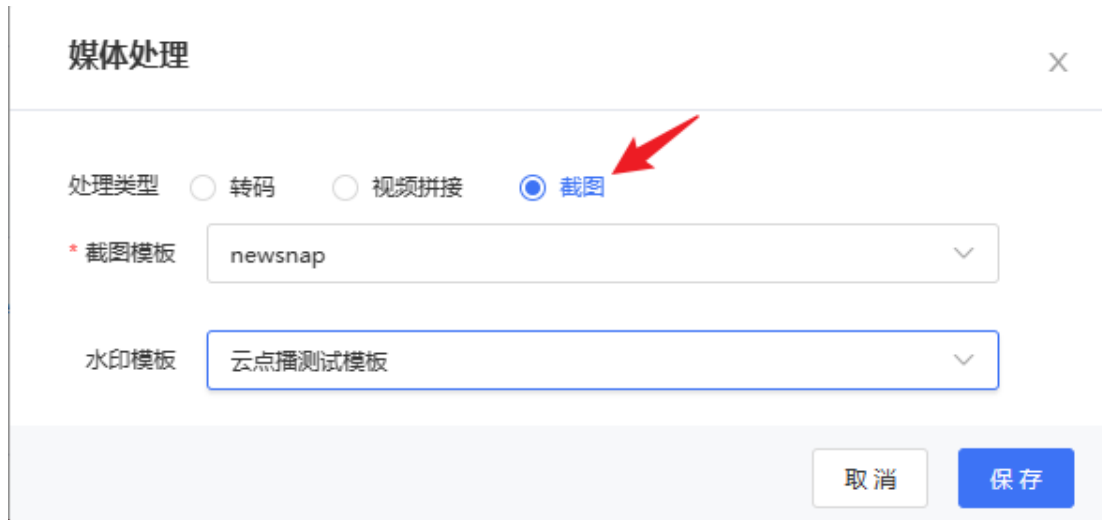 媒体处理
处理类型 转码 视频拼接 截图
* 截图模板 newsnap
水印模板 云点播测试模板
取消 保存